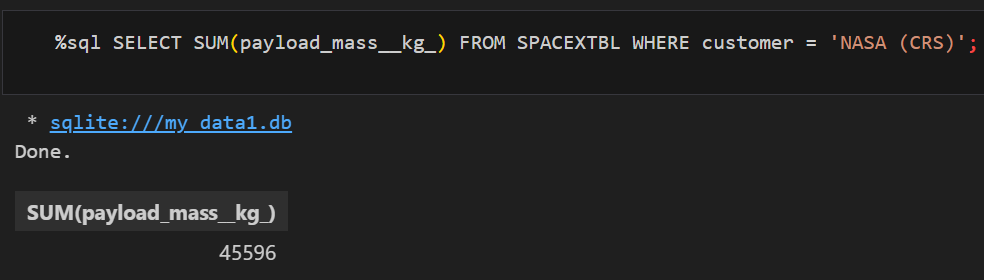 %sql SELECT SUM(payload_mass__kg_) FROM SPACEXTBL WHERE customer = 'NASA (CRS)';
* sqlite:///my_data1.db
Done.
SUM(payload_mass__kg_)
45596